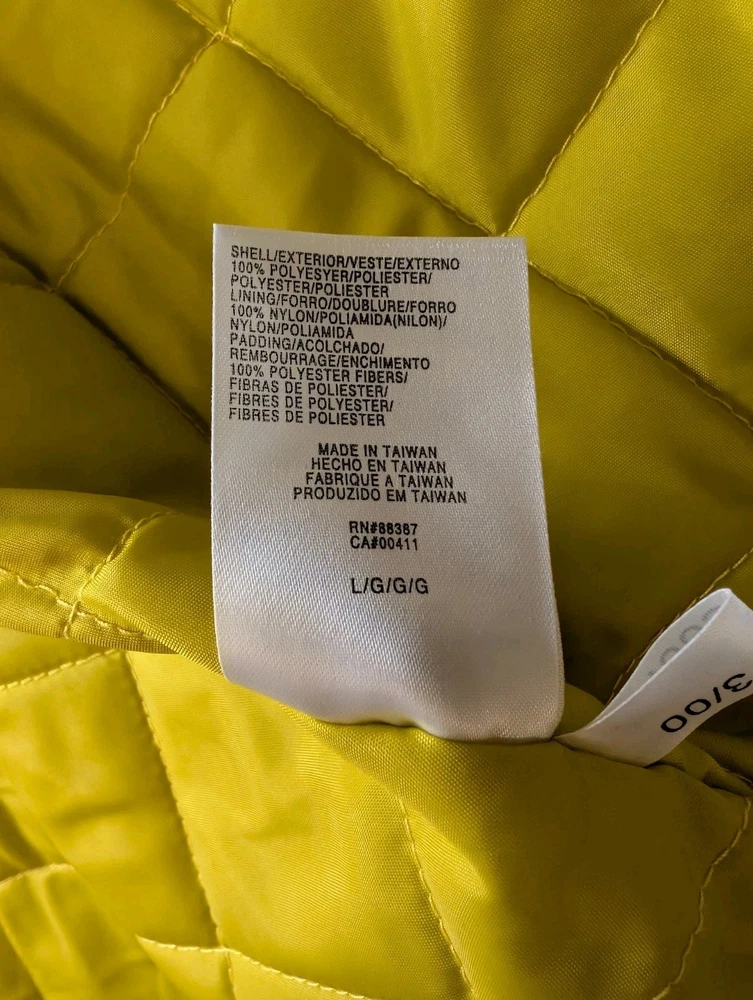 SHELL/EXTERIOR/VESTE/EXTERNO
100% POLYESYER/POLIESTER/
POLYESTER/POLIESTER
LINING/FORRO/DOUBLURE/FORRO
100% NYLON/POLIAMIDA(NILON)/
NYLON/POLIAMIDA
PADDING/ACOLCHADO/
REMBOURRAGE/ENCHIMENTO
100% POLYESTER FIBERS/
FIBRAS DE POLIESTER/
FIBRES DE POLYESTER/
FIBRES DE POLIESTER
MADE IN TAIWAN
HECHO EN TAIWAN
FABRIQUE A TAIWAN
PRODUZIDO EM TAIWAN
RN#88387
CA#00411
L/G/G/G
3/00